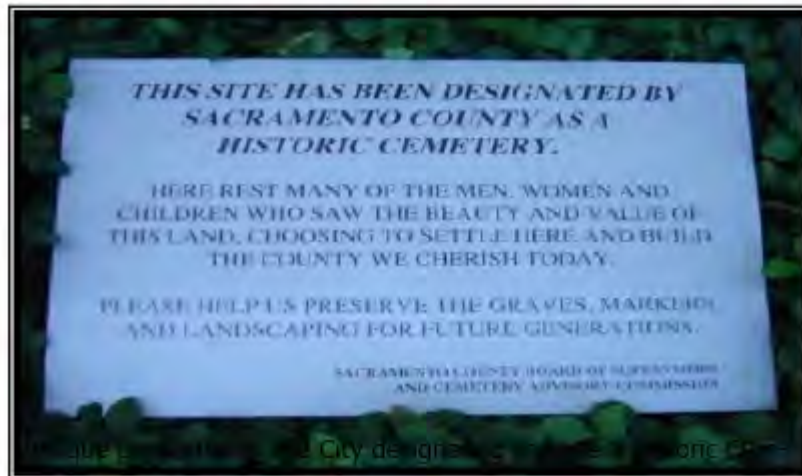 THIS SITE HAS BEEN DESIGNATED BY
SACRAMENTO COUNTY AS A
HISTORIC CEMETERY.
HERE REST MANY OF THE MEN, WOMEN AND
CHILDREN WHO SAW THE BEAUTY AND VALUE OF
THIS LAND, CHOOSING TO SETTLE HERE AND BUILD
THE COUNTY WE CHERISH TODAY.
PLEASE HELP US PRESERVE THE GRAVES, MARKERS
AND LANDSCAPING FOR FUTURE GENERATIONS.
SACRAMENTO COUNTY BOARD OF SUPERVISORS
AND CEMETERY ADVISORY COMMISSION
City